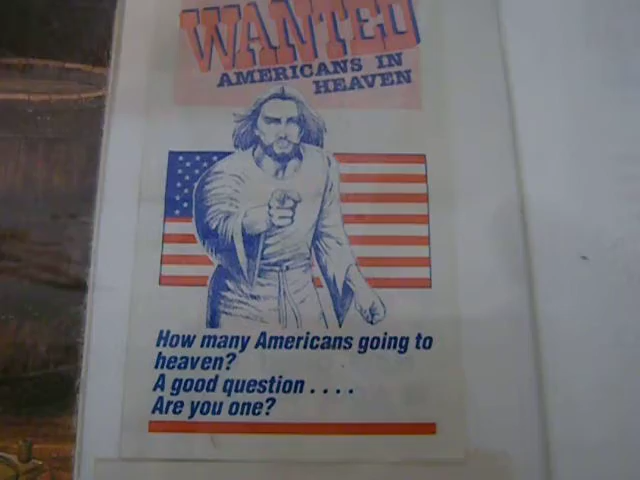 WANTED
AMERICANS IN
HEAVEN
How many Americans going to
heaven?
A good question . . . .
Are you one?